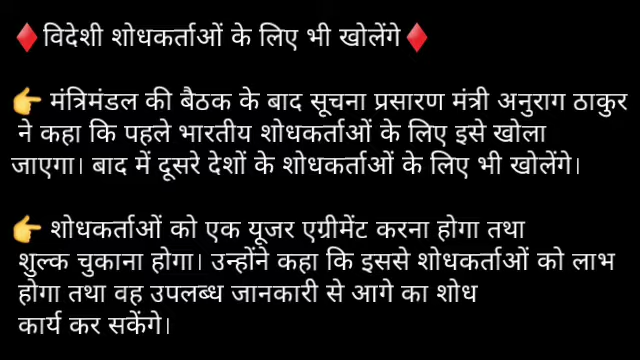 ♦️विदेशी शोधकर्ताओं के लिए भी खोलेंगे♦️
👉 मंत्रिमंडल की बैठक के बाद सूचना प्रसारण मंत्री अनुराग ठाकुर
ने कहा कि पहले भारतीय शोधकर्ताओं के लिए इसे खोला
जाएगा। बाद में दूसरे देशों के शोधकर्ताओं के लिए भी खोलेंगे।
👉 शोधकर्ताओं को एक यूजर एग्रीमेंट करना होगा तथा
शुल्क चुकाना होगा। उन्होंने कहा कि इससे शोधकर्ताओं को लाभ
होगा तथा वह उपलब्ध जानकारी से आगे का शोध
कार्य कर सकेंगे।